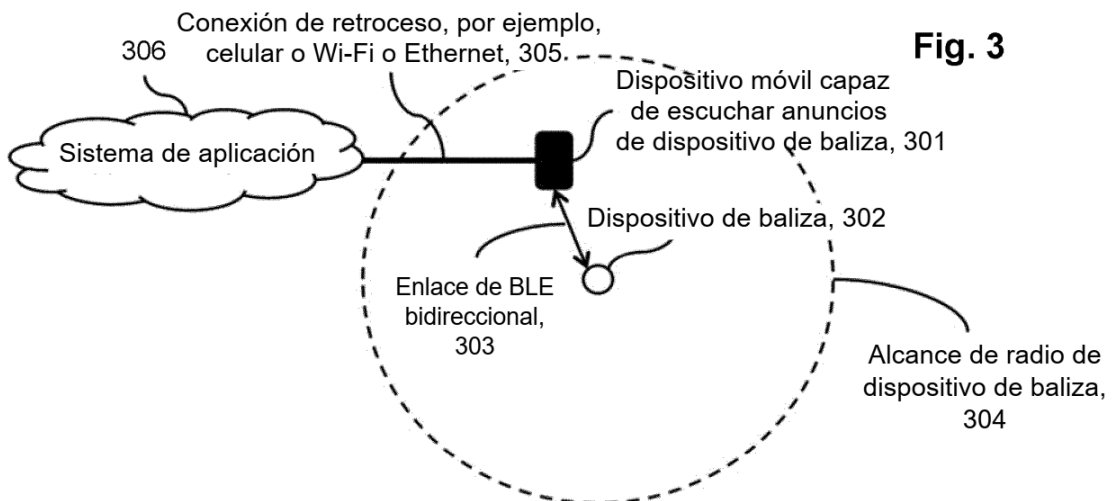 Fig. 3
Conexión de retroceso, por ejemplo,
celular o Wi-Fi o Ethernet, 305.
306
Sistema de aplicación
Dispositivo móvil capaz
de escuchar anuncios
de dispositivo de baliza, 301
Dispositivo de baliza, 302
Enlace de BLE
bidireccional,
303
Alcance de radio de
dispositivo de baliza,
304